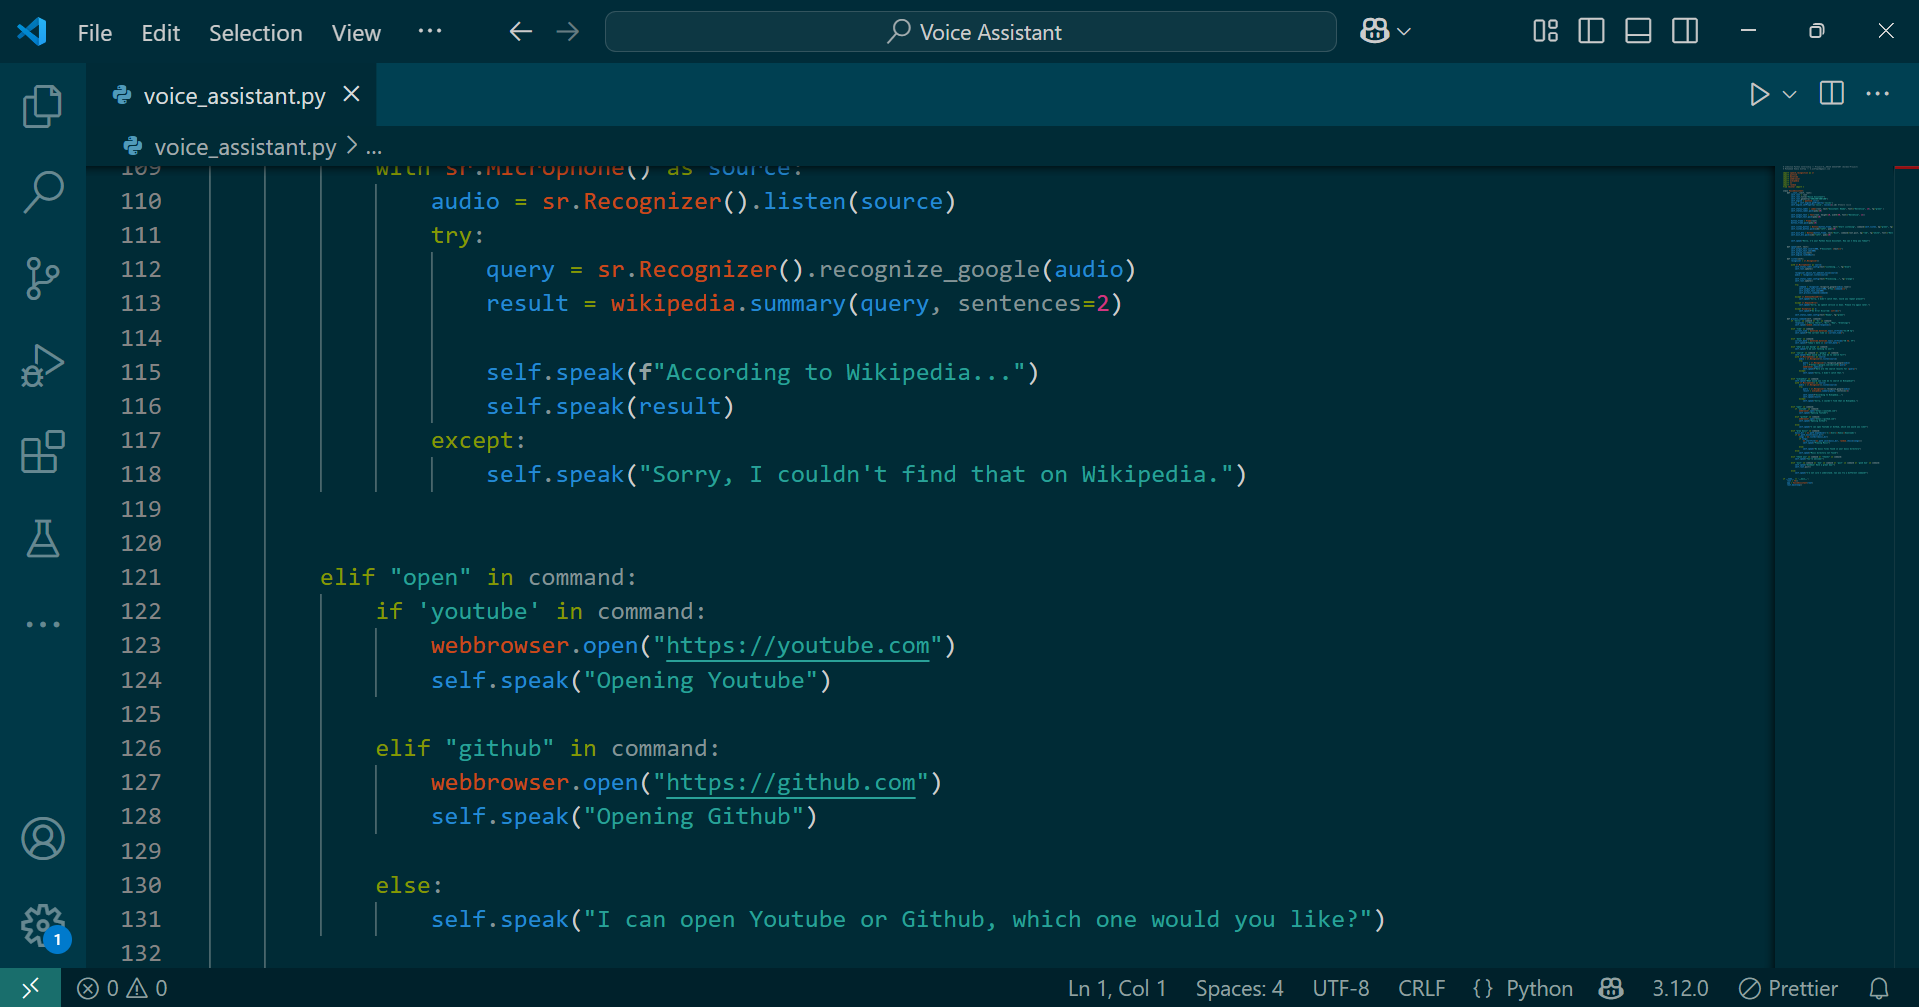 File Edit Selection View ··· Voice Assistant
voice_assistant.py
voice_assistant.py > ...
109 with sr.Microphone() as source:
110 audio = sr.Recognizer().listen(source)
111 try:
112 query = sr.Recognizer().recognize_google(audio)
113 result = wikipedia.summary(query, sentences=2)
114
115 self.speak(f"According to Wikipedia...")
116 self.speak(result)
117 except:
118 self.speak("Sorry, I couldn't find that on Wikipedia.")
119
120
121 elif "open" in command:
122 if 'youtube' in command:
123 webbrowser.open("https://youtube.com")
124 self.speak("Opening Youtube")
125
126 elif "github" in command:
127 webbrowser.open("https://github.com")
128 self.speak("Opening Github")
129
130 else:
131 self.speak("I can open Youtube or Github, which one would you like?")
132
1
0 0 Ln 1, Col 1 Spaces: 4 UTF-8 CRLF {} Python 3.12.0 Prettier